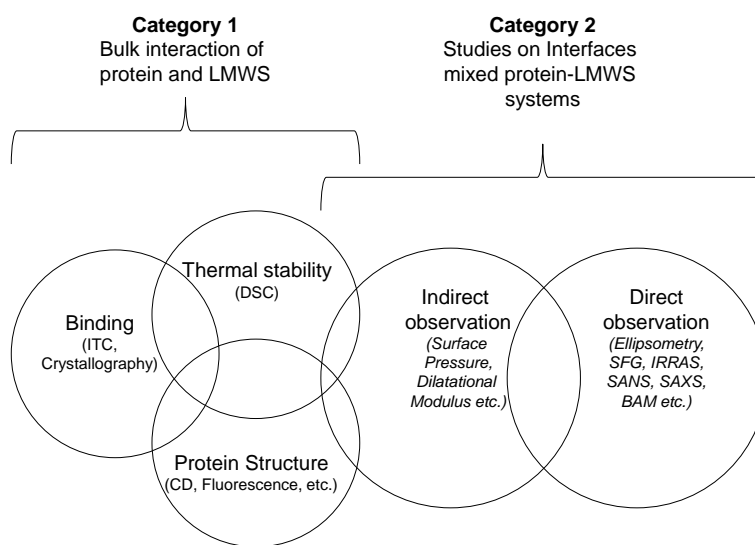 Category 1
Bulk interaction of
protein and LMWS
Category 2
Studies on Interfaces
mixed protein-LMWS
systems
Thermal stability
(DSC)
Binding
(ITC,
Crystallography)
Protein Structure
(CD, Fluorescence, etc.)
Indirect
observation
(Surface
Pressure,
Dilatational
Modulus etc.)
Direct
observation
(Ellipsometry,
SFG, IRRAS,
SANS, SAXS,
BAM etc.)